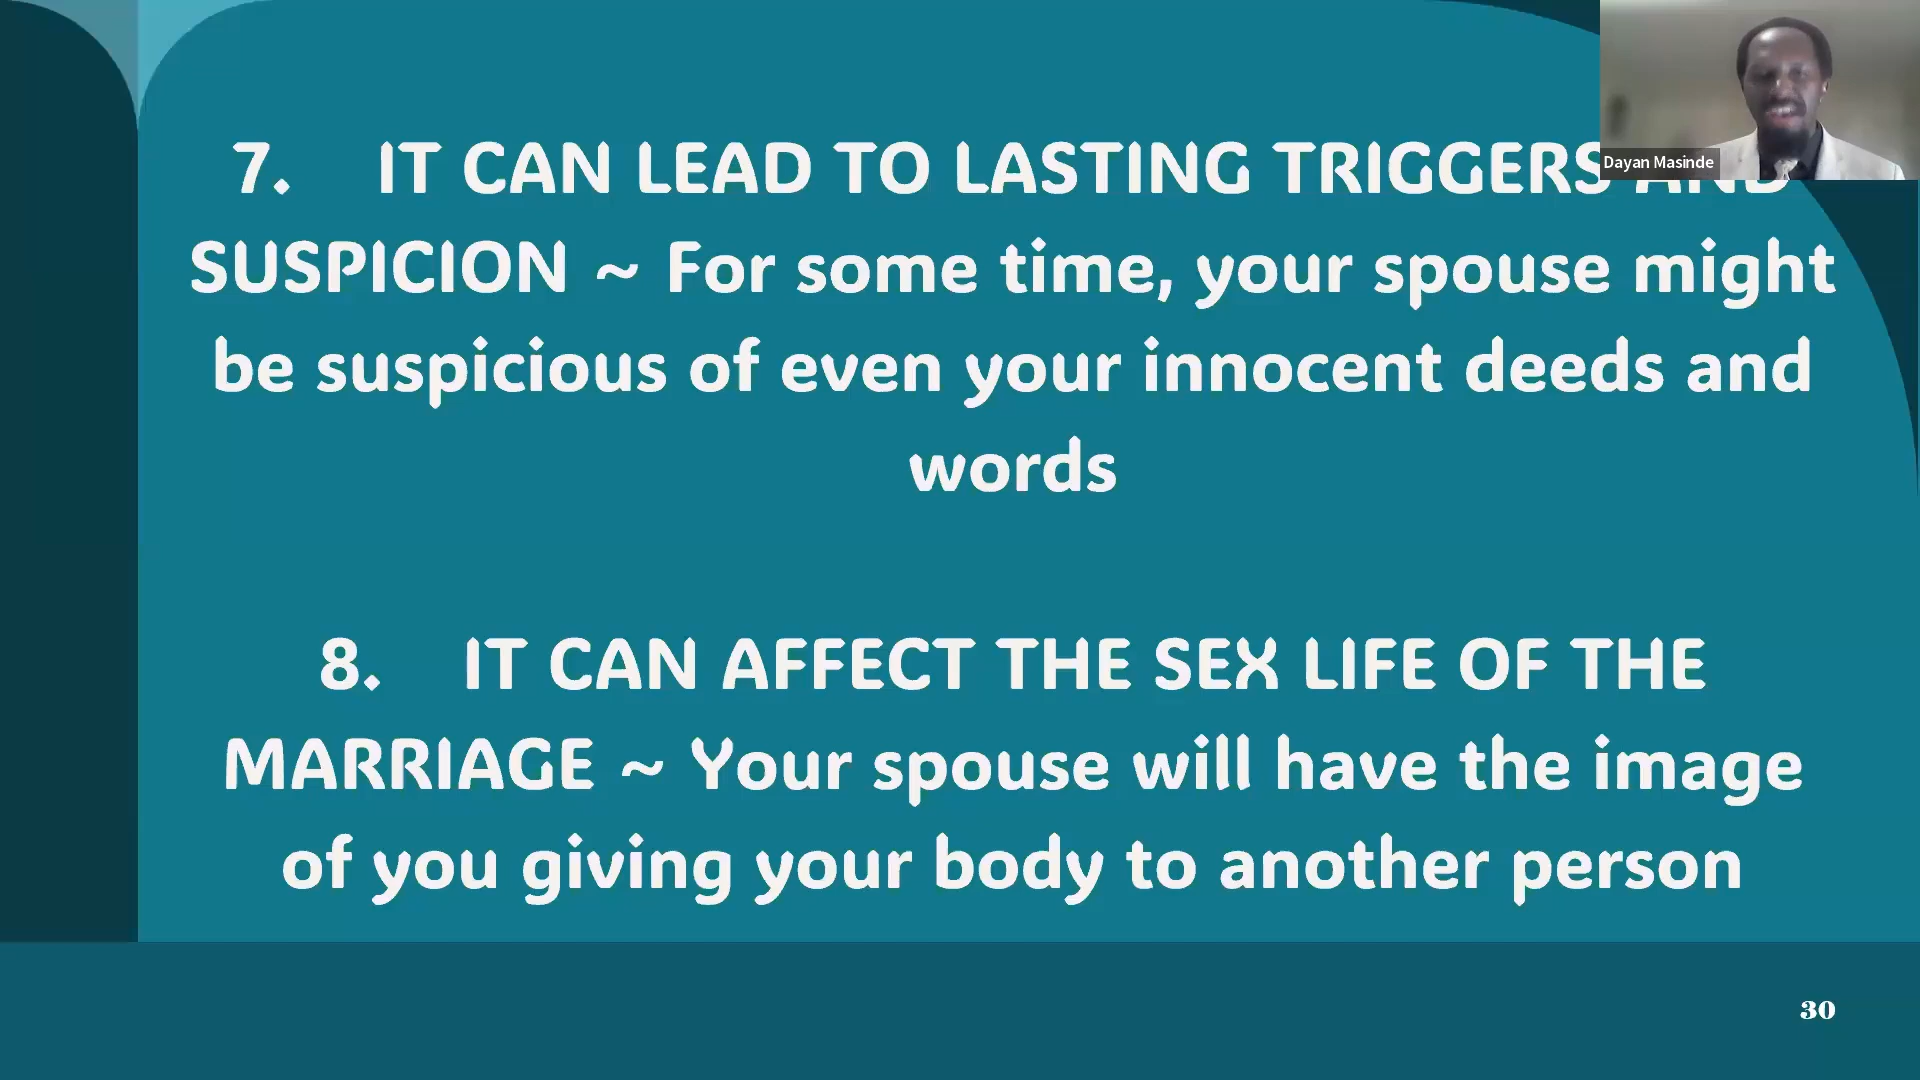 Dayan Masinde
7. IT CAN LEAD TO LASTING TRIGGERS AND
SUSPICION ~ For some time, your spouse might
be suspicious of even your innocent deeds and
words
8. IT CAN AFFECT THE SEX LIFE OF THE
MARRIAGE ~ Your spouse will have the image
of you giving your body to another person
30